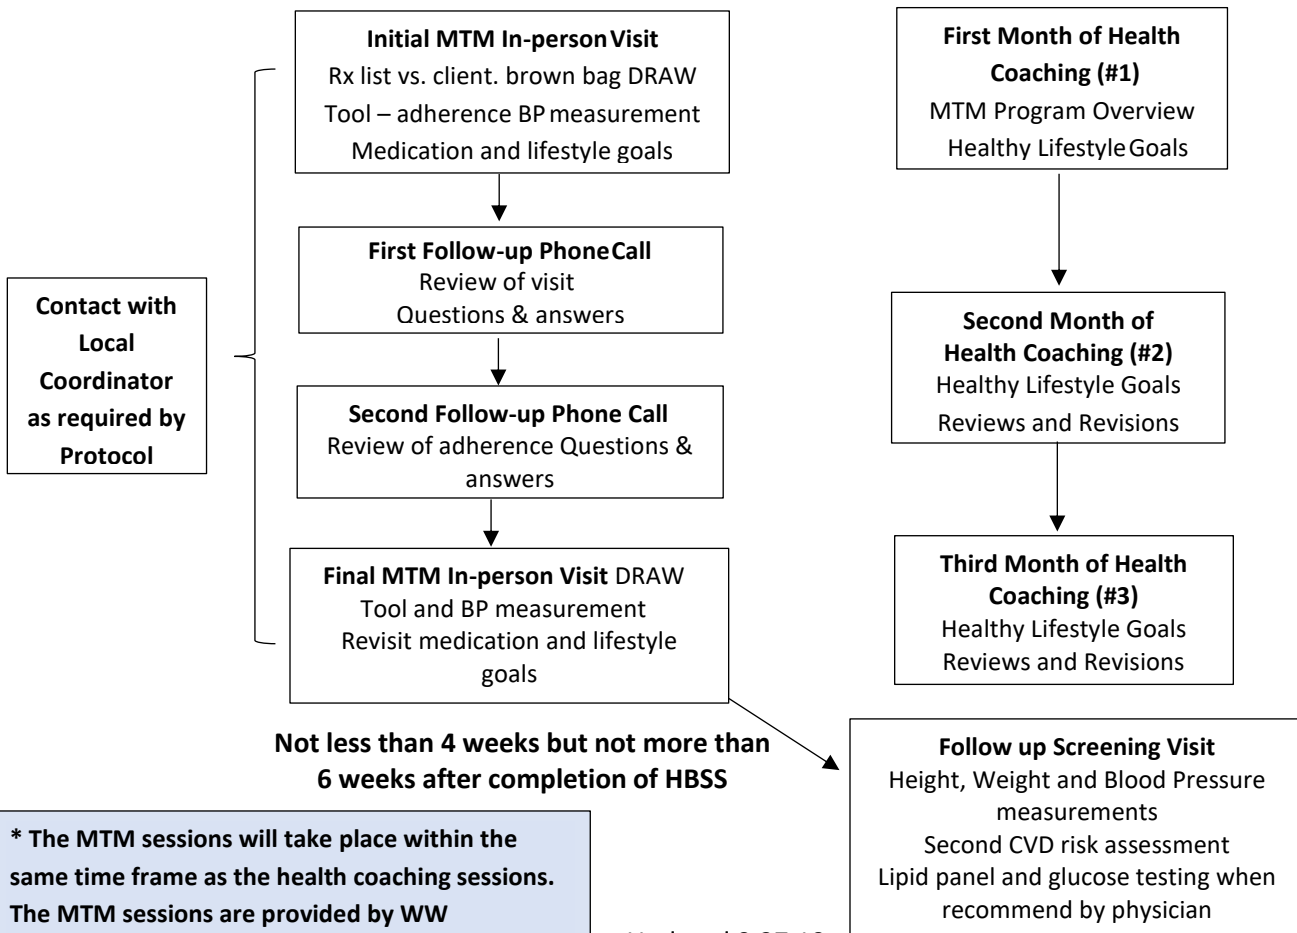 Initial MTM In-person Visit
Rx list vs. client. brown bag DRAW
Tool – adherence BP measurement
Medication and lifestyle goals
First Follow-up Phone Call
Review of visit
Questions & answers
Second Follow-up Phone Call
Review of adherence Questions &
answers
Final MTM In-person Visit DRAW
Tool and BP measurement
Revisit medication and lifestyle
goals
Contact with
Local
Coordinator
as required by
Protocol
First Month of Health
Coaching (#1)
MTM Program Overview
Healthy Lifestyle Goals
Second Month of
Health Coaching (#2)
Healthy Lifestyle Goals
Reviews and Revisions
Third Month of Health
Coaching (#3)
Healthy Lifestyle Goals
Reviews and Revisions
Not less than 4 weeks but not more than
6 weeks after completion of HBSS
Follow up Screening Visit
Height, Weight and Blood Pressure
measurements
Second CVD risk assessment
Lipid panel and glucose testing when
recommend by physician
* The MTM sessions will take place within the
same time frame as the health coaching sessions.
The MTM sessions are provided by WW